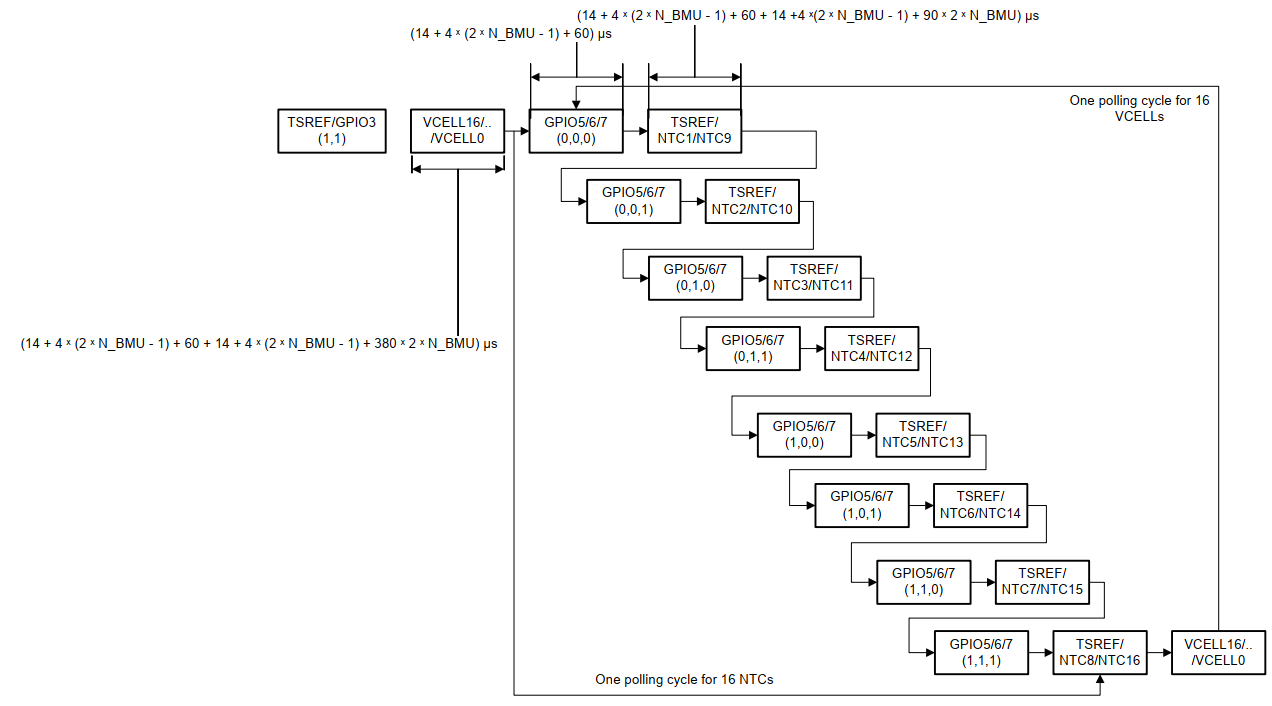 (14 + 4 x (2 x N_BMU - 1) + 60 + 14 +4 x(2 x N_BMU - 1) + 90 x 2 x N_BMU) µs
(14 + 4 x (2 x N_BMU - 1) + 60) µs
One polling cycle for 16
VCELLs
TSREF/GPIO3
(1,1)
VCELL16/..
/VCELL0
GPIO5/6/7
(0,0,0)
TSREF/
NTC1/NTC9
GPIO5/6/7
(0,0,1)
TSREF/
NTC2/NTC10
GPIO5/6/7
(0,1,0)
TSREF/
NTC3/NTC11
(14 + 4 x (2 x N_BMU - 1) + 60 + 14 + 4 x (2 x N_BMU - 1) + 380 x 2 x N_BMU) µs
GPIO5/6/7
(0,1,1)
TSREF/
NTC4/NTC12
GPIO5/6/7
(1,0,0)
TSREF/
NTC5/NTC13
GPIO5/6/7
(1,0,1)
TSREF/
NTC6/NTC14
GPIO5/6/7
(1,1,0)
TSREF/
NTC7/NTC15
GPIO5/6/7
(1,1,1)
TSREF/
NTC8/NTC16
VCELL16/..
/VCELL0
One polling cycle for 16 NTCs